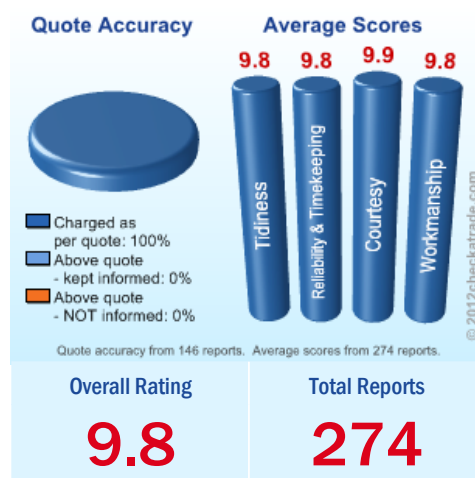 Quote Accuracy
Average Scores
9.8 9.8 9.9 9.8
Tidiness
Reliability & Timekeeping
Courtesy
Workmanship
Charged as
per quote: 100%
Above quote
- kept informed: 0%
Above quote
- NOT informed: 0%
© 2012checkatrade.com
Quote accuracy from 146 reports. Average scores from 274 reports.
Overall Rating
9.8
Total Reports
274